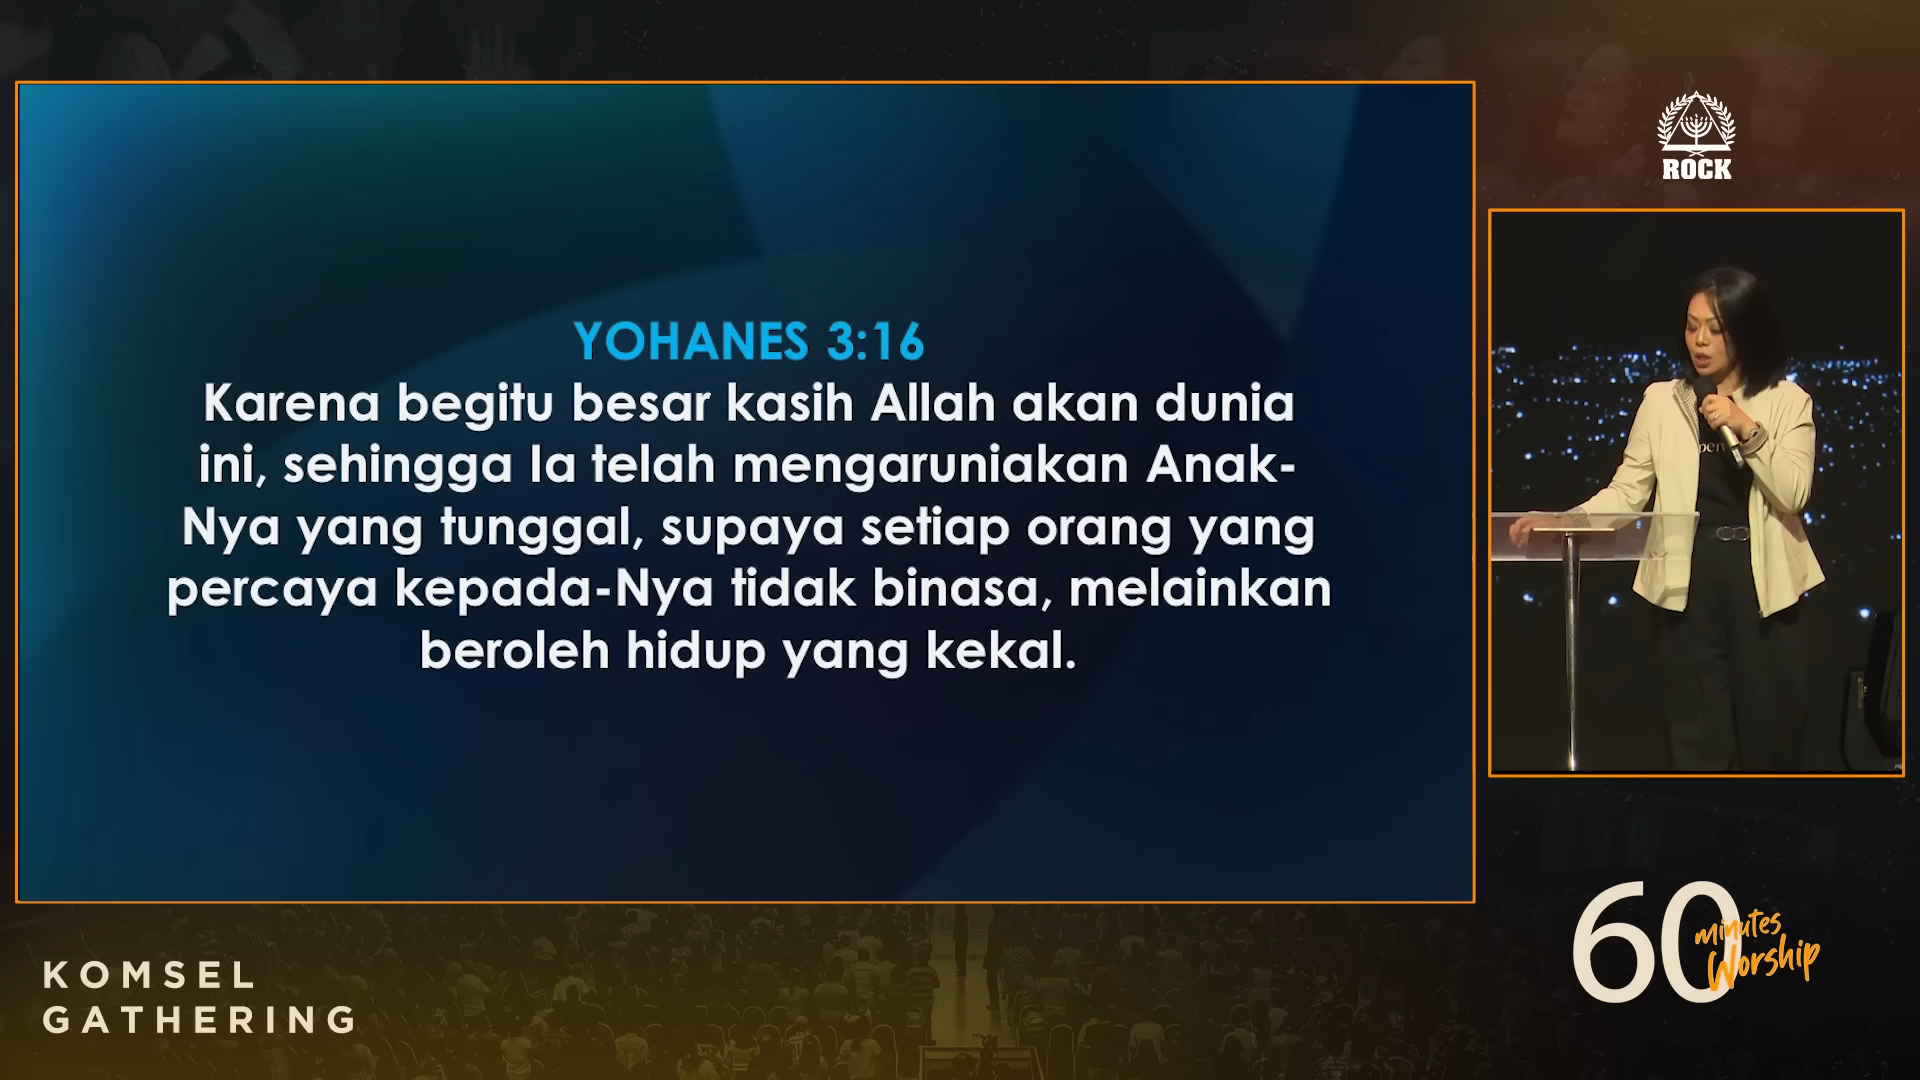 YOHANES 3:16
Karena begitu besar kasih Allah akan dunia
ini, sehingga Ia telah mengaruniakan Anak-
Nya yang tunggal, supaya setiap orang yang
percaya kepada-Nya tidak binasa, melainkan
beroleh hidup yang kekal.
ROCK
KOMSEL
GATHERING
60
minutes
Worship